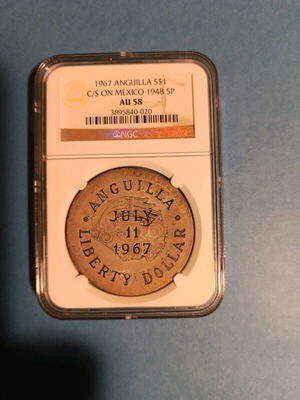 1967 ANGUILLA S$1
C/S ON MEXICO 1948 5P
AU 58
3895840-020
NGC
ANGUILLA
JULY
11
1967
LIBERTY DOLLAR